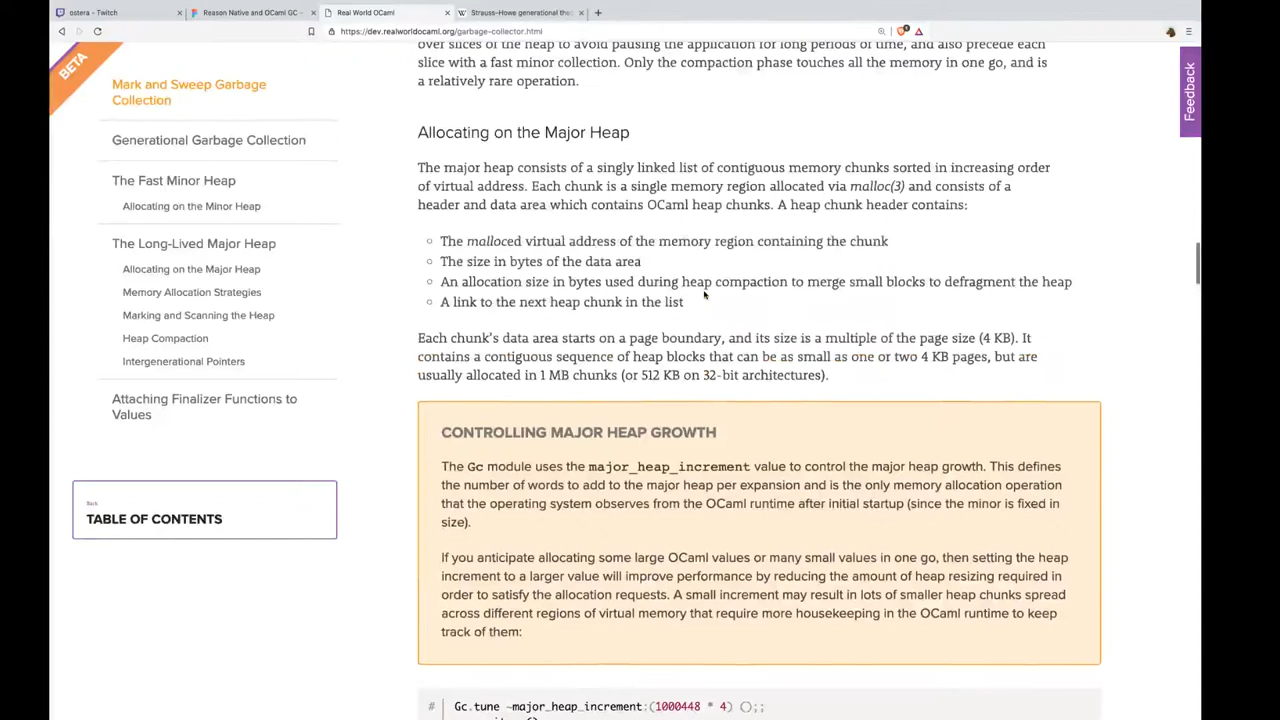 ostera - Twitch
Reason Native and OCaml GC -
Real World OCaml
Strauss–Howe generational the
https://dev.realworldocaml.org/garbage-collector.html
BETA
Mark and Sweep Garbage
Collection
Generational Garbage Collection
The Fast Minor Heap
Allocating on the Minor Heap
The Long-Lived Major Heap
Allocating on the Major Heap
Memory Allocation Strategies
Marking and Scanning the Heap
Heap Compaction
Intergenerational Pointers
Attaching Finalizer Functions to
Values
Back
TABLE OF CONTENTS
over slices of the heap to avoid pausing the application for long periods of time, and also precede each
slice with a fast minor collection. Only the compaction phase touches all the memory in one go, and is
a relatively rare operation.
Allocating on the Major Heap
The major heap consists of a singly linked list of contiguous memory chunks sorted in increasing order
of virtual address. Each chunk is a single memory region allocated via malloc(3) and consists of a
header and data area which contains OCaml heap chunks. A heap chunk header contains:
The malloced virtual address of the memory region containing the chunk
The size in bytes of the data area
An allocation size in bytes used during heap compaction to merge small blocks to defragment the heap
A link to the next heap chunk in the list
Each chunk's data area starts on a page boundary, and its size is a multiple of the page size (4 KB). It
contains a contiguous sequence of heap blocks that can be as small as one or two 4 KB pages, but are
usually allocated in 1 MB chunks (or 512 KB on 32-bit architectures).
CONTROLLING MAJOR HEAP GROWTH
The Gc module uses the major_heap_increment value to control the major heap growth. This defines
the number of words to add to the major heap per expansion and is the only memory allocation operation
that the operating system observes from the OCaml runtime after initial startup (since the minor is fixed in
size).
If you anticipate allocating some large OCaml values or many small values in one go, then setting the heap
increment to a larger value will improve performance by reducing the amount of heap resizing required in
order to satisfy the allocation requests. A small increment may result in lots of smaller heap chunks spread
across different regions of virtual memory that require more housekeeping in the OCaml runtime to keep
track of them:
# Gc.tune ~major_heap_increment:(1000448 * 4) ();;
Feedback